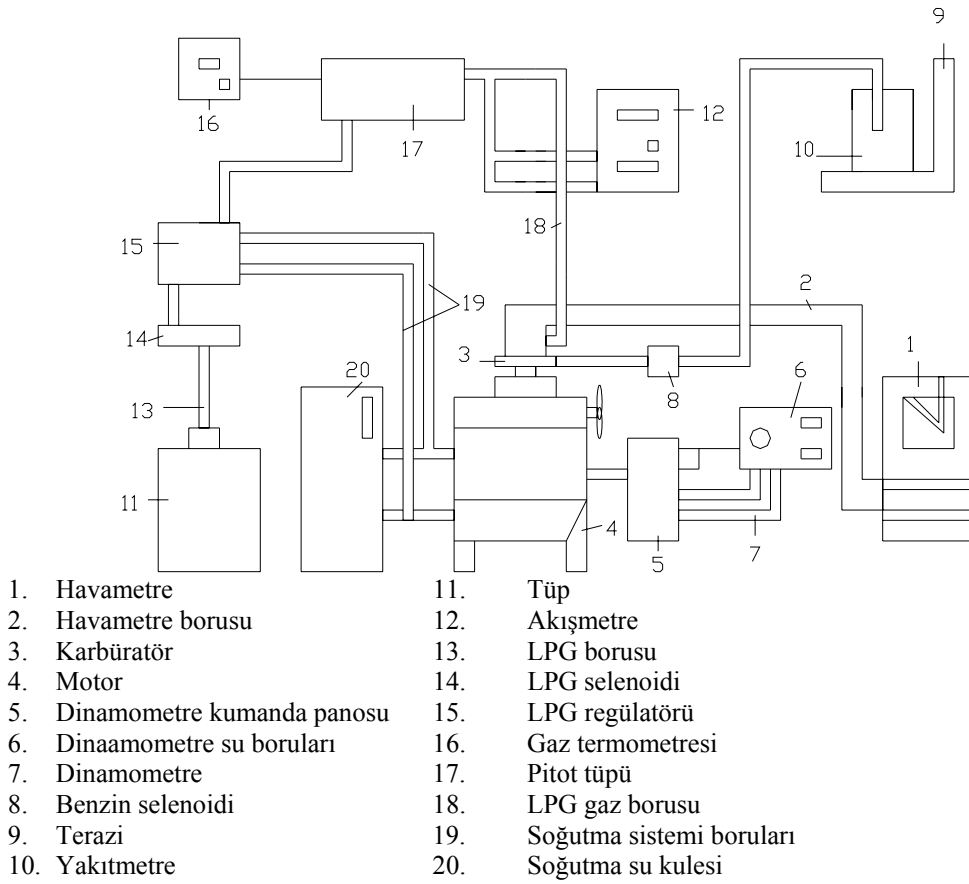 9
16
17
12
10
18
15
2
19
14
3
1
20
8
6
13
11
4
5
7
1. Havametre
2. Havametre borusu
3. Karbüratör
4. Motor
5. Dinamometre kumanda panosu
6. Dinaamometre su boruları
7. Dinamometre
8. Benzin selenoidi
9. Terazi
10. Yakıtmetre
11. Tüp
12. Akışmetre
13. LPG borusu
14. LPG selenoidi
15. LPG regülatörü
16. Gaz termometresi
17. Pitot tüpü
18. LPG gaz borusu
19. Soğutma sistemi boruları
20. Soğutma su kulesi